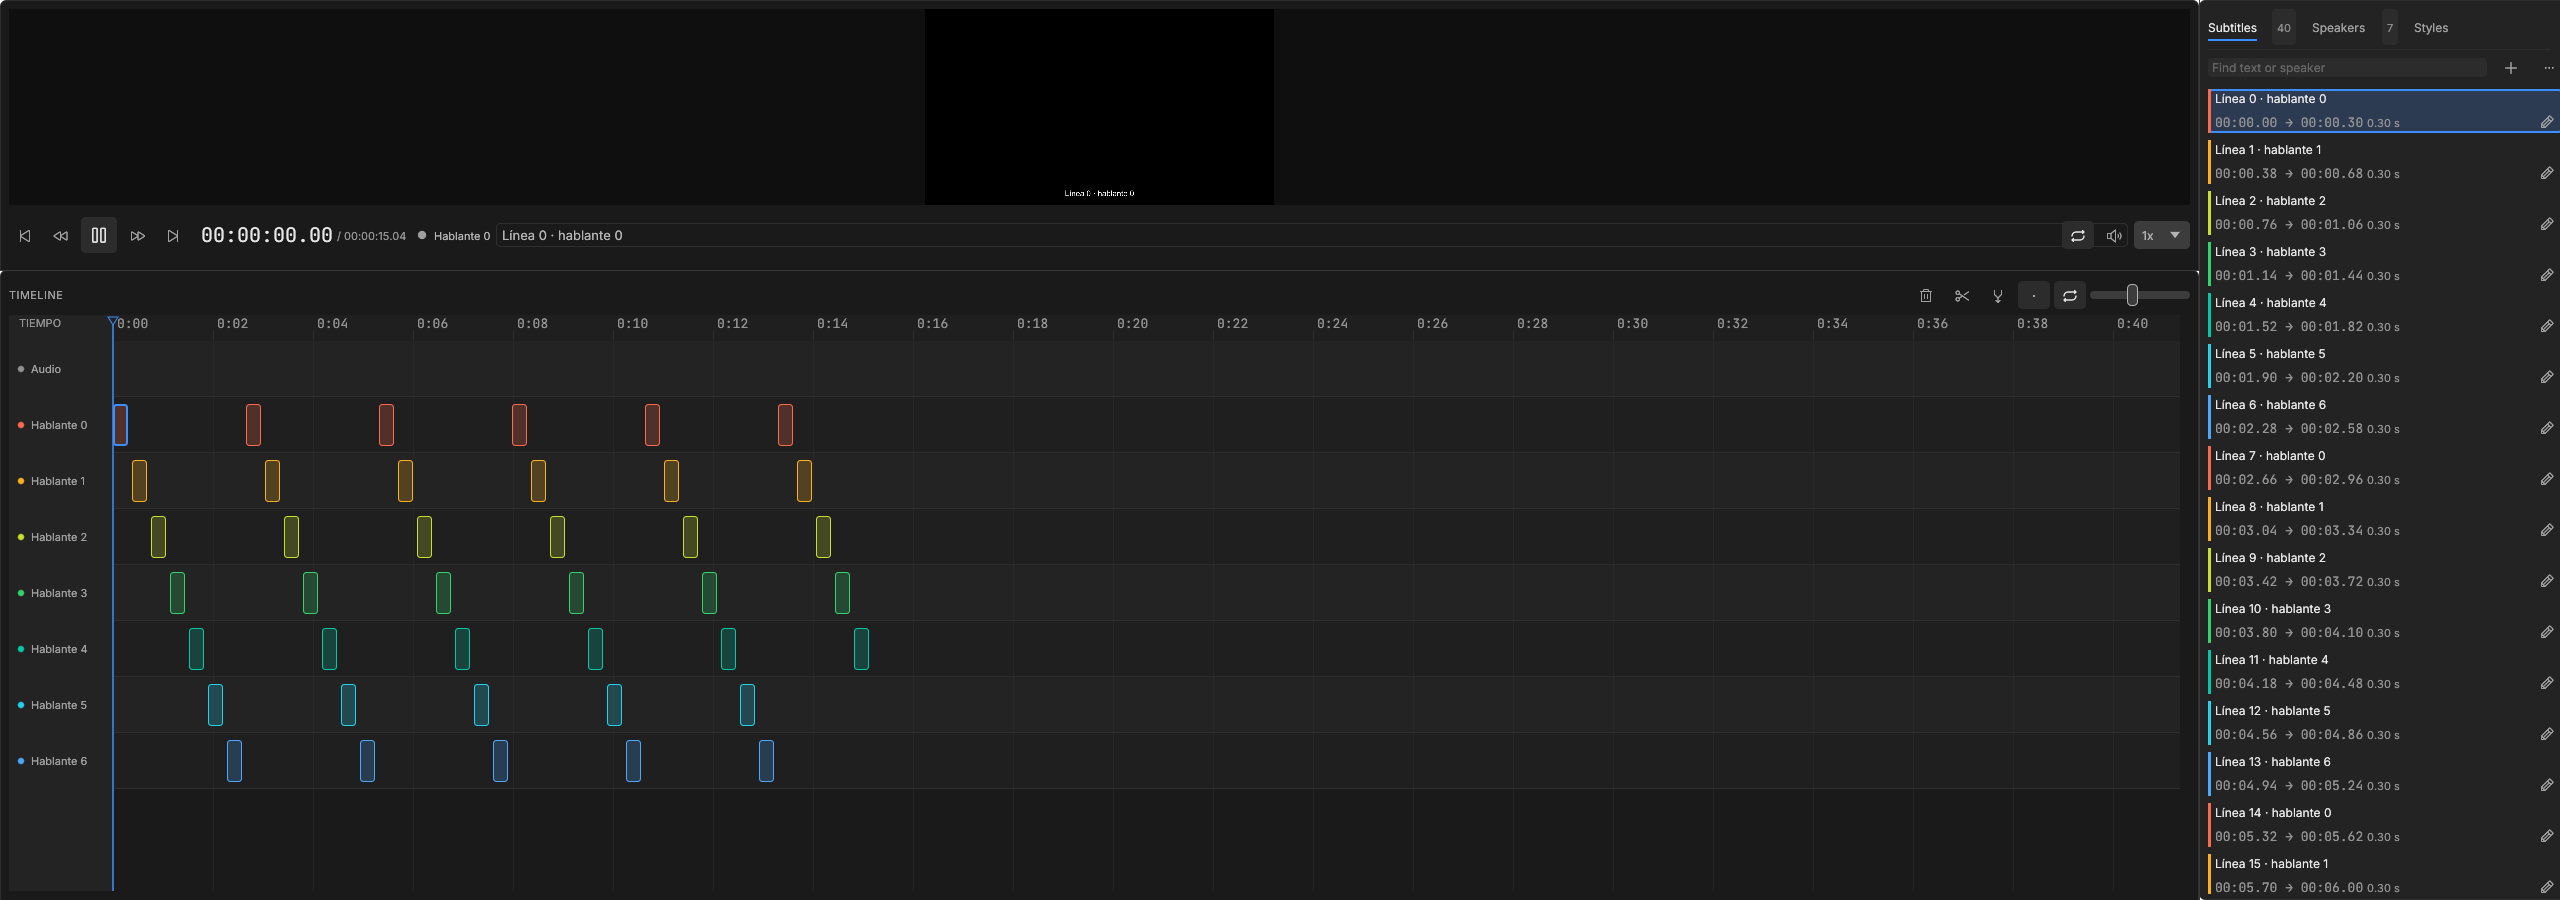 Línea 0 · hablante 0
00:00:00.00 / 00:00:15.04 Hablante 0 Línea 0 · hablante 0 1x
TIMELINE
TIEMPO 0:00 0:02 0:04 0:06 0:08 0:10 0:12 0:14 0:16 0:18 0:20 0:22 0:24 0:26 0:28 0:30 0:32 0:34 0:36 0:38 0:40
Audio
Hablante 0
Hablante 1
Hablante 2
Hablante 3
Hablante 4
Hablante 5
Hablante 6
Subtitles 40 Speakers 7 Styles
Find text or speaker
Línea 0 · hablante 0
00:00.00 → 00:00.30 0.30 s
Línea 1 · hablante 1
00:00.38 → 00:00.68 0.30 s
Línea 2 · hablante 2
00:00.76 → 00:01.06 0.30 s
Línea 3 · hablante 3
00:01.14 → 00:01.44 0.30 s
Línea 4 · hablante 4
00:01.52 → 00:01.82 0.30 s
Línea 5 · hablante 5
00:01.90 → 00:02.20 0.30 s
Línea 6 · hablante 6
00:02.28 → 00:02.58 0.30 s
Línea 7 · hablante 0
00:02.66 → 00:02.96 0.30 s
Línea 8 · hablante 1
00:03.04 → 00:03.34 0.30 s
Línea 9 · hablante 2
00:03.42 → 00:03.72 0.30 s
Línea 10 · hablante 3
00:03.80 → 00:04.10 0.30 s
Línea 11 · hablante 4
00:04.18 → 00:04.48 0.30 s
Línea 12 · hablante 5
00:04.56 → 00:04.86 0.30 s
Línea 13 · hablante 6
00:04.94 → 00:05.24 0.30 s
Línea 14 · hablante 0
00:05.32 → 00:05.62 0.30 s
Línea 15 · hablante 1
00:05.70 → 00:06.00 0.30 s